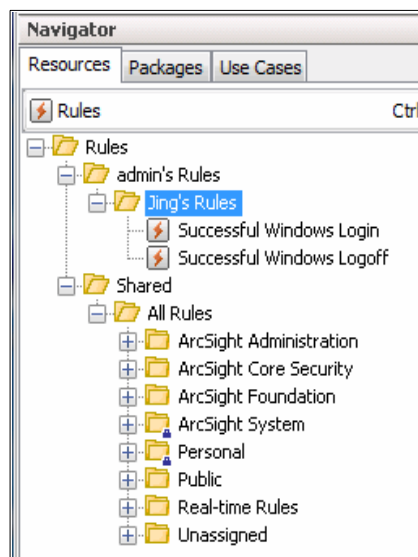 Navigator
Resources Packages Use Cases
Rules Ctrl
Rules
admin's Rules
Jing's Rules
Successful Windows Login
Successful Windows Logoff
Shared
All Rules
ArcSight Administration
ArcSight Core Security
ArcSight Foundation
ArcSight System
Personal
Public
Real-time Rules
Unassigned